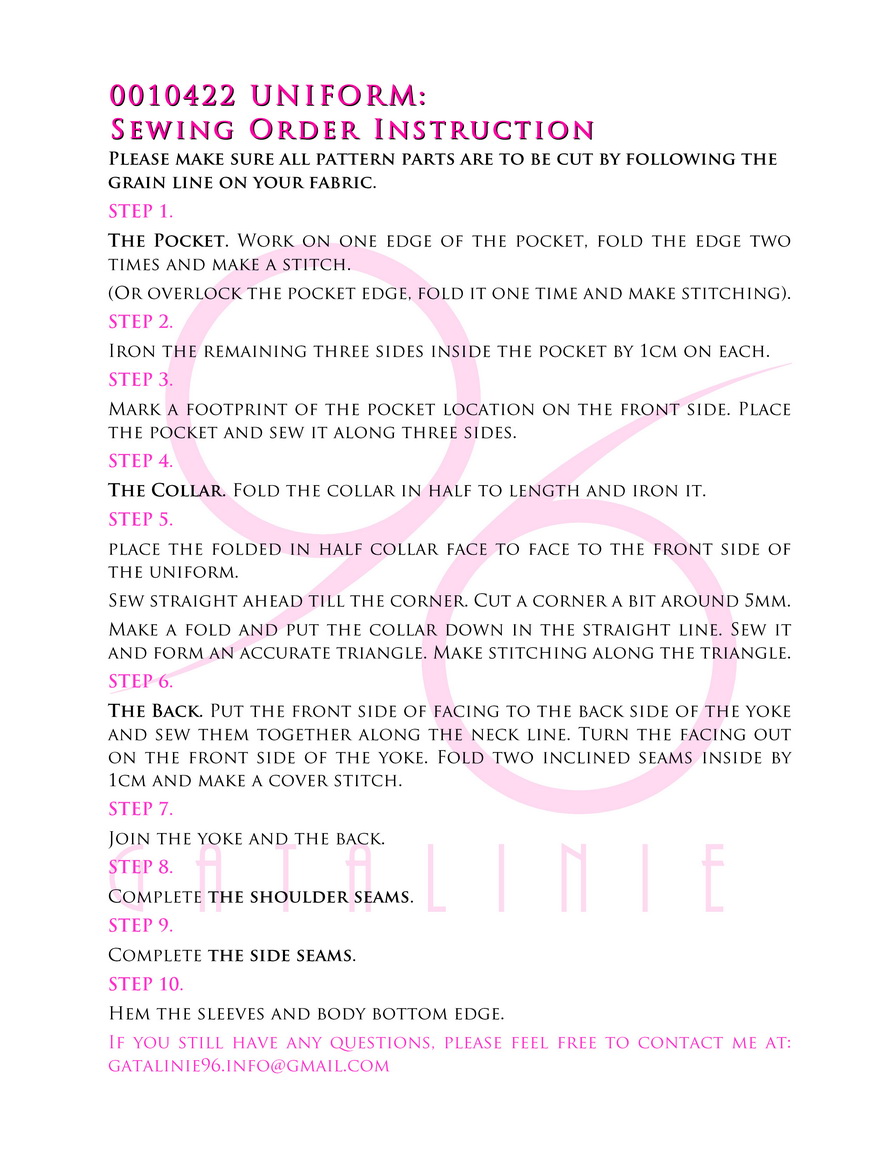 0010422 UNIFORM:
SEWING ORDER INSTRUCTION
PLEASE MAKE SURE ALL PATTERN PARTS ARE TO BE CUT BY FOLLOWING THE
GRAIN LINE ON YOUR FABRIC.
STEP 1.
THE POCKET. WORK ON ONE EDGE OF THE POCKET, FOLD THE EDGE TWO
TIMES AND MAKE A STITCH.
(OR OVERLOCK THE POCKET EDGE, FOLD IT ONE TIME AND MAKE STITCHING).
STEP 2.
IRON THE REMAINING THREE SIDES INSIDE THE POCKET BY 1CM ON EACH.
STEP 3.
MARK A FOOTPRINT OF THE POCKET LOCATION ON THE FRONT SIDE. PLACE
THE POCKET AND SEW IT ALONG THREE SIDES.
STEP 4.
THE COLLAR. FOLD THE COLLAR IN HALF TO LENGTH AND IRON IT.
STEP 5.
PLACE THE FOLDED IN HALF COLLAR FACE TO FACE TO THE FRONT SIDE OF
THE UNIFORM.
SEW STRAIGHT AHEAD TILL THE CORNER. CUT A CORNER A BIT AROUND 5MM.
MAKE A FOLD AND PUT THE COLLAR DOWN IN THE STRAIGHT LINE. SEW IT
AND FORM AN ACCURATE TRIANGLE. MAKE STITCHING ALONG THE TRIANGLE.
STEP 6.
THE BACK. PUT THE FRONT SIDE OF FACING TO THE BACK SIDE OF THE YOKE
AND SEW THEM TOGETHER ALONG THE NECK LINE. TURN THE FACING OUT
ON THE FRONT SIDE OF THE YOKE. FOLD TWO INCLINED SEAMS INSIDE BY
1CM AND MAKE A COVER STITCH.
STEP 7.
JOIN THE YOKE AND THE BACK.
GATALINIE
STEP 8.
COMPLETE THE SHOULDER SEAMS.
STEP 9.
COMPLETE THE SIDE SEAMS.
STEP 10.
HEM THE SLEEVES AND BODY BOTTOM EDGE.
IF YOU STILL HAVE ANY QUESTIONS, PLEASE FEEL FREE TO CONTACT ME AT:
GATALINIE96.INFO@GMAIL.COM
96